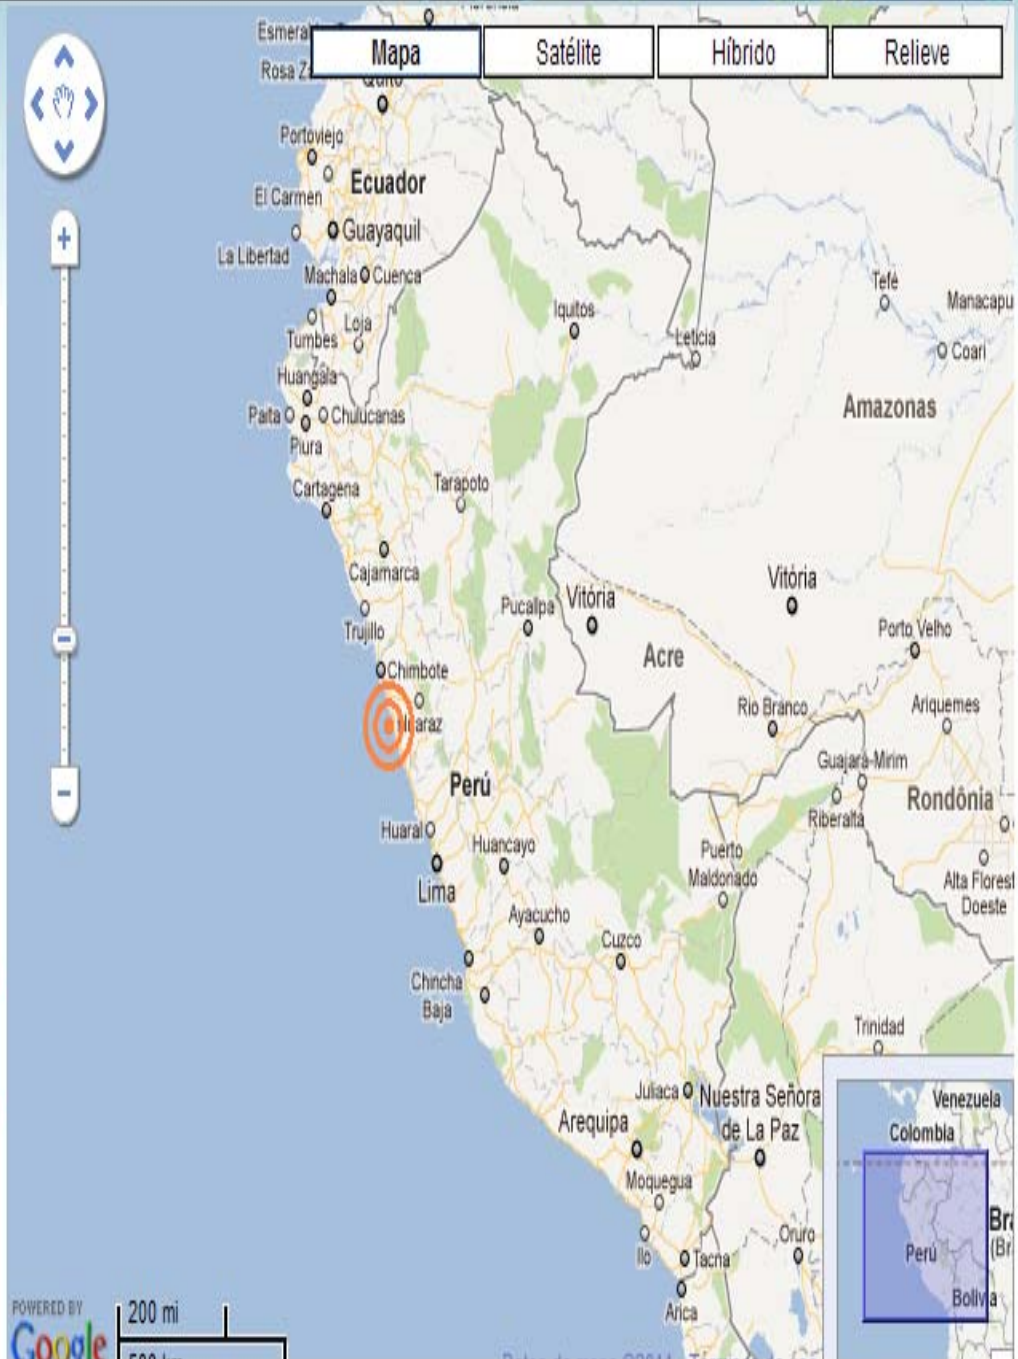 Mapa
Satélite
Híbrido
Relieve
Quito
Portoviejo
El Carmen
Ecuador
Guayaquil
La Libertad
Machala
Cuenca
Tumbes
Loja
Huangala
Paita
Chulucanas
Piura
Cartagena
Tarapoto
Cajamarca
Trujillo
Chimbote
Iquitos
Leticia
Tefé
Manacapu
Coari
Amazonas
Pucalpa
Vitória
Vitória
Acre
Porto Velho
Rio Branco
Ariquemes
Guajará-Mirim
Riberalta
Rondônia
Perú
Huaral
Huancayo
Lima
Puerto
Maldonado
Alta Florest
Doeste
Ayacucho
Cuzco
Chincha
Baja
Trinidad
Juliaca
Nuestra Señora
de La Paz
Arequipa
Moquegua
Ilo
Tacna
Oruro
Arica
Venezuela
Colombia
Bra
(Br
Perú
Bolivia
POWERED BY
Google
200 mi